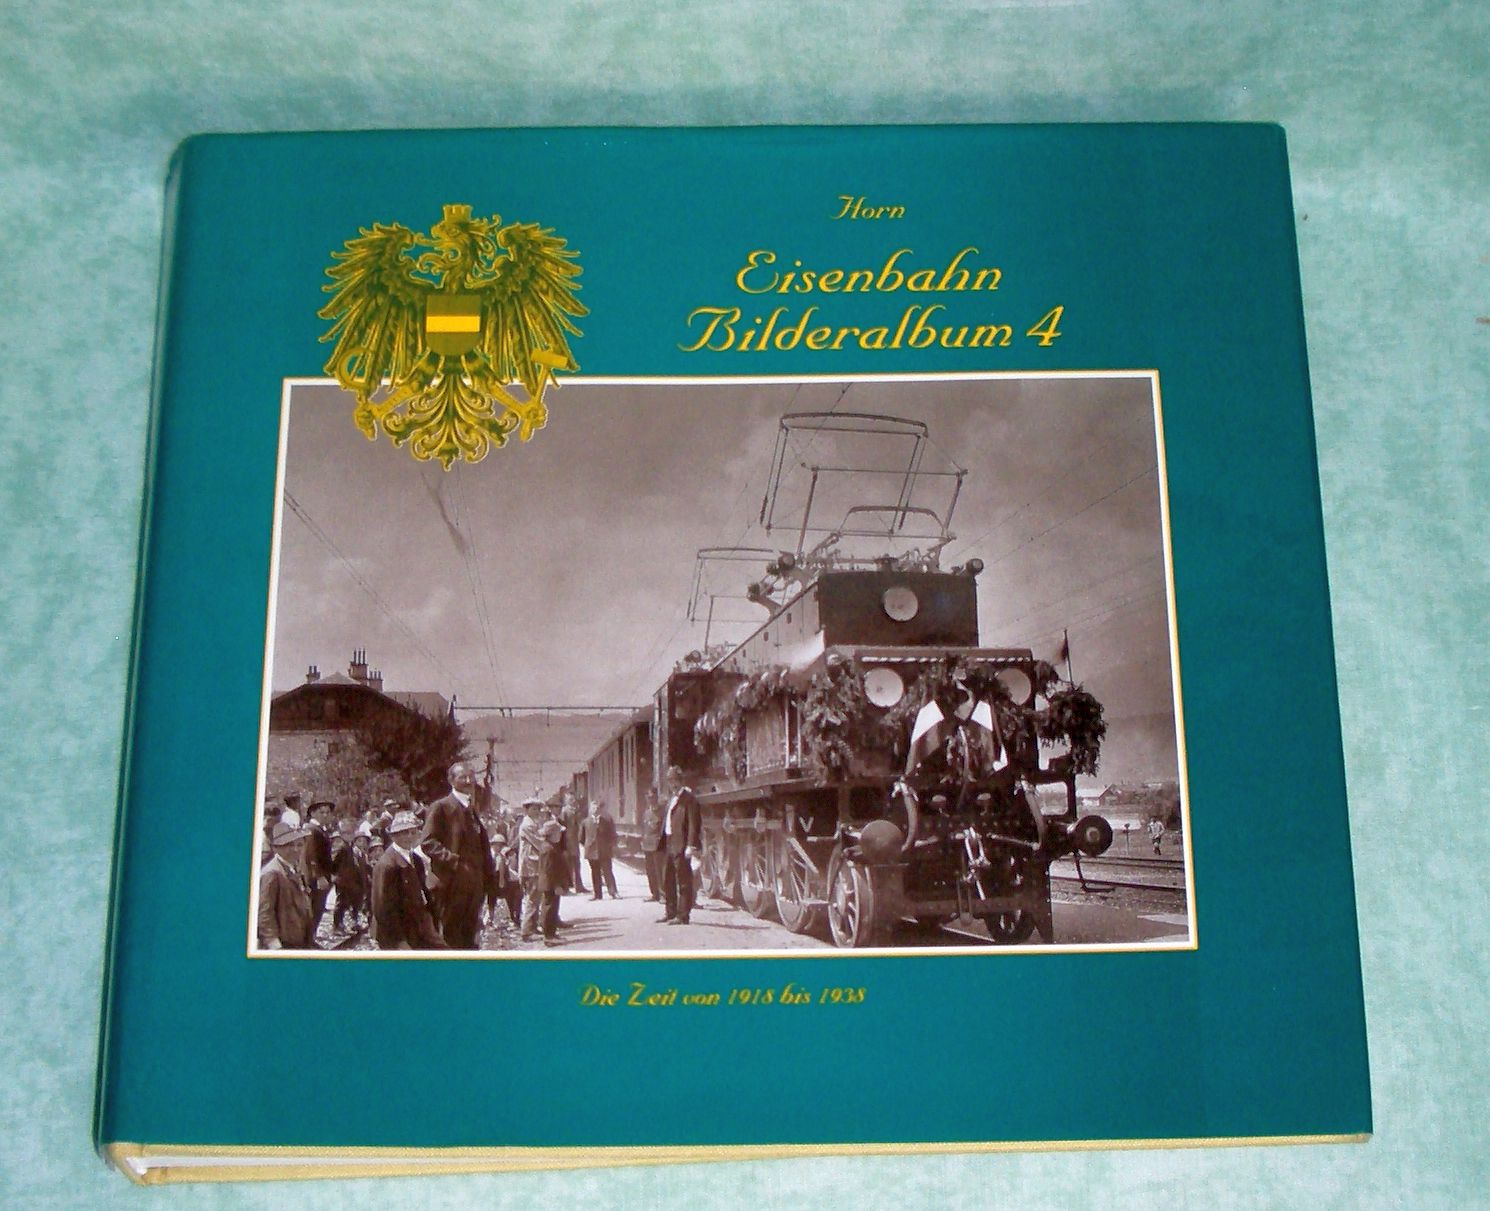 Horn
Eisenbahn
Bilderalbum 4
Die Zeit von 1918 bis 1938